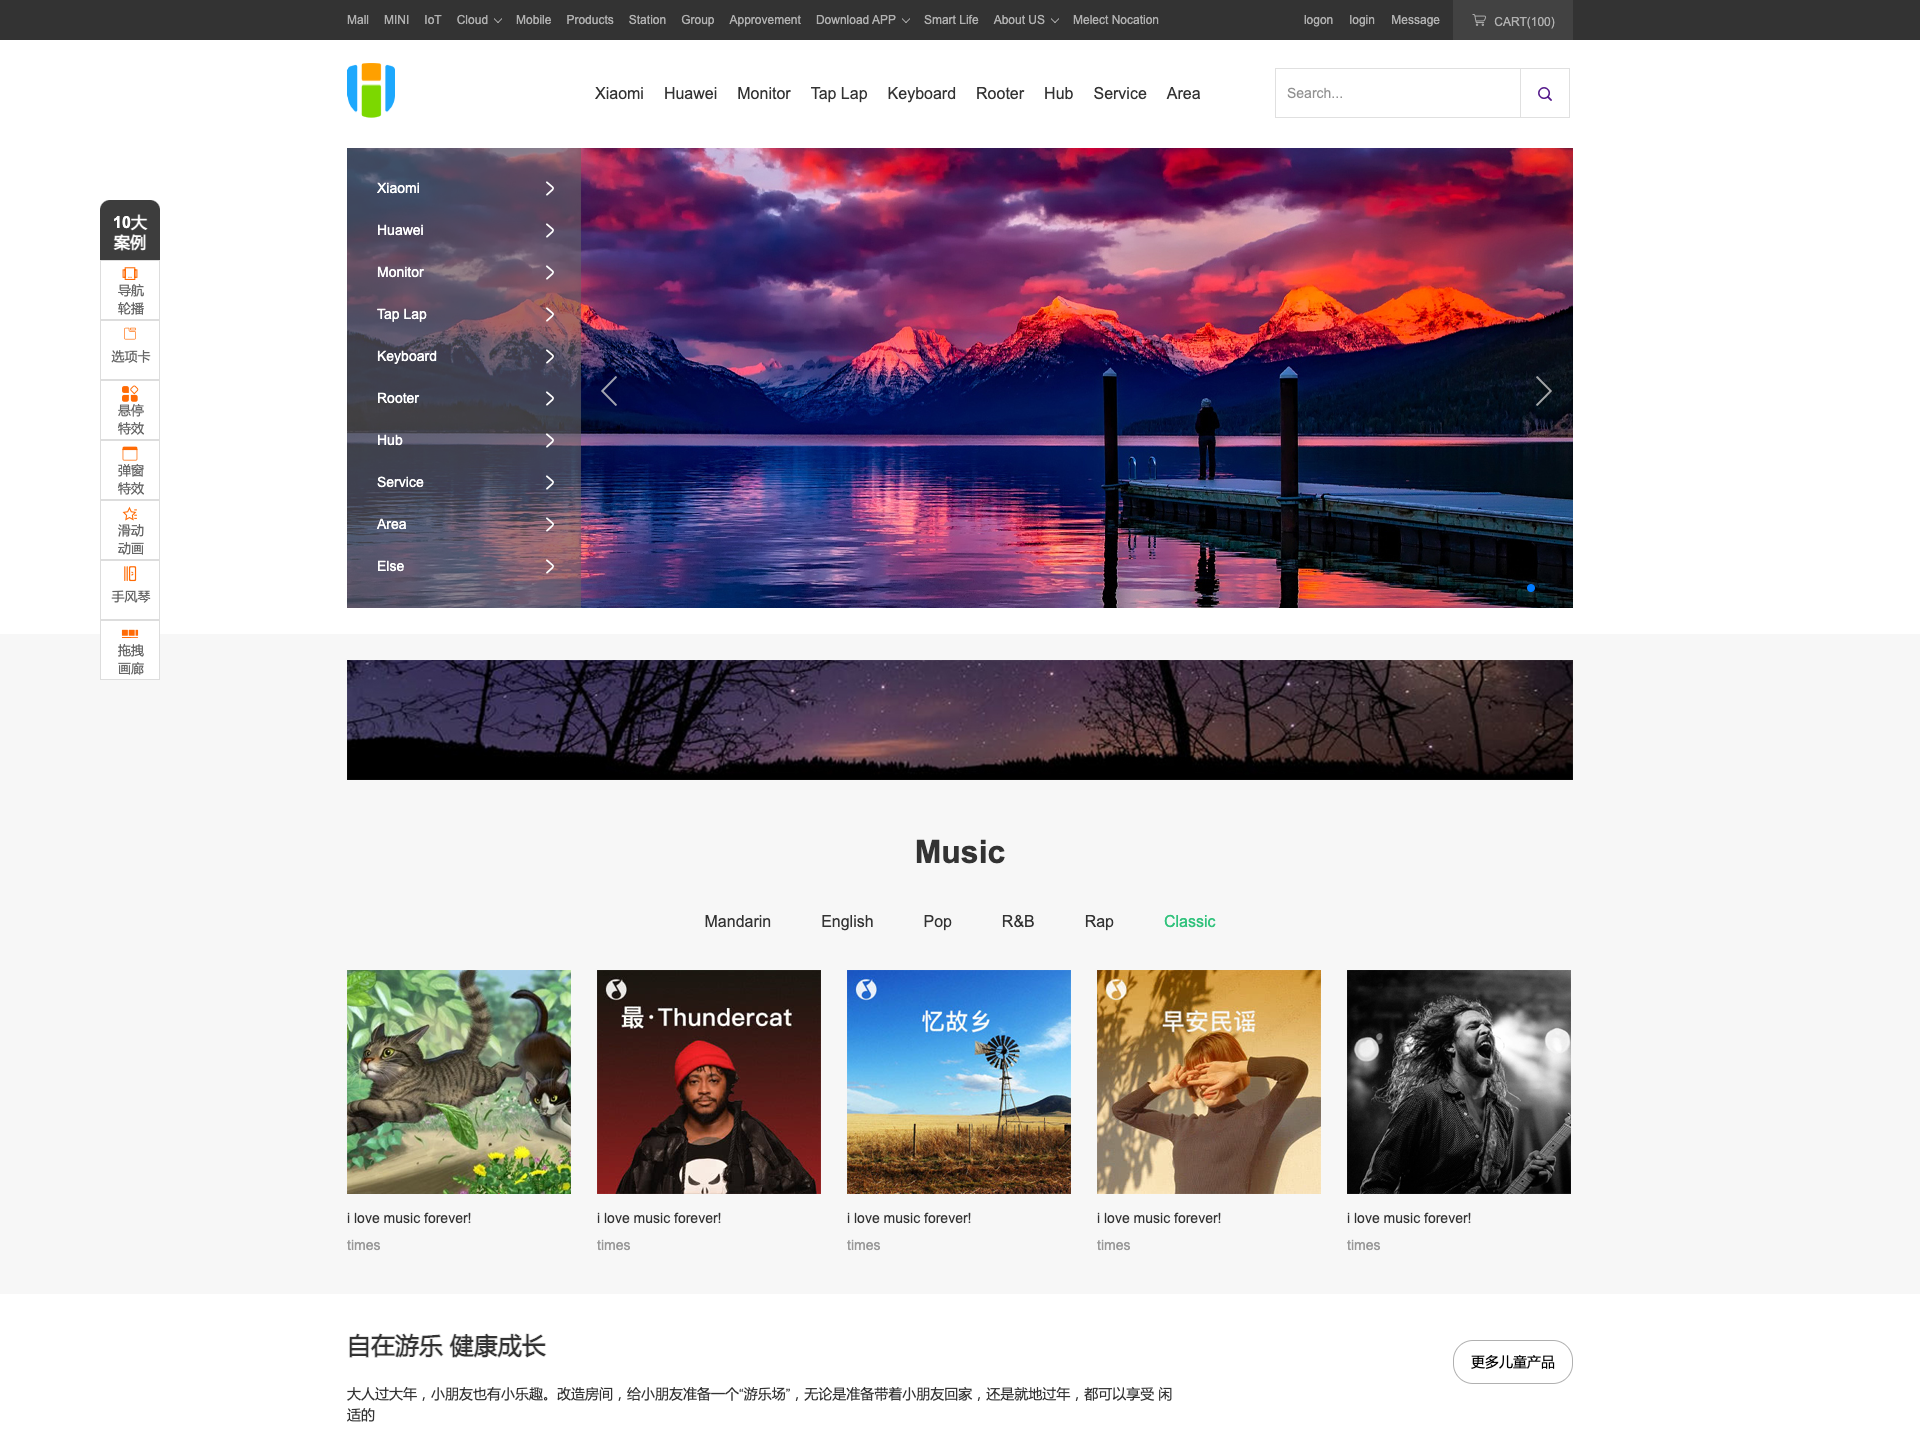 Mall MINI IoT Cloud Mobile Products Station Group Approvement Download APP Smart Life About US Melect Nocation logon login Message CART(100)
Xiaomi Huawei Monitor Tap Lap Keyboard Rooter Hub Service Area Search...
Xiaomi
Huawei
Monitor
Tap Lap
Keyboard
Rooter
Hub
Service
Area
Else
10大
案例
导航
轮播
选项卡
悬停
特效
弹窗
特效
滑动
动画
手风琴
拖拽
画廊
Music
Mandarin English Pop R&B Rap Classic
最·Thundercat
忆故乡
早安民谣
i love music forever! i love music forever! i love music forever! i love music forever! i love music forever!
times times times times times
自在游乐 健康成长
更多儿童产品
大人过大年，小朋友也有小乐趣。改造房间，给小朋友准备一个“游乐场”，无论是准备带着小朋友回家，还是就地过年，都可以享受 闲
适的